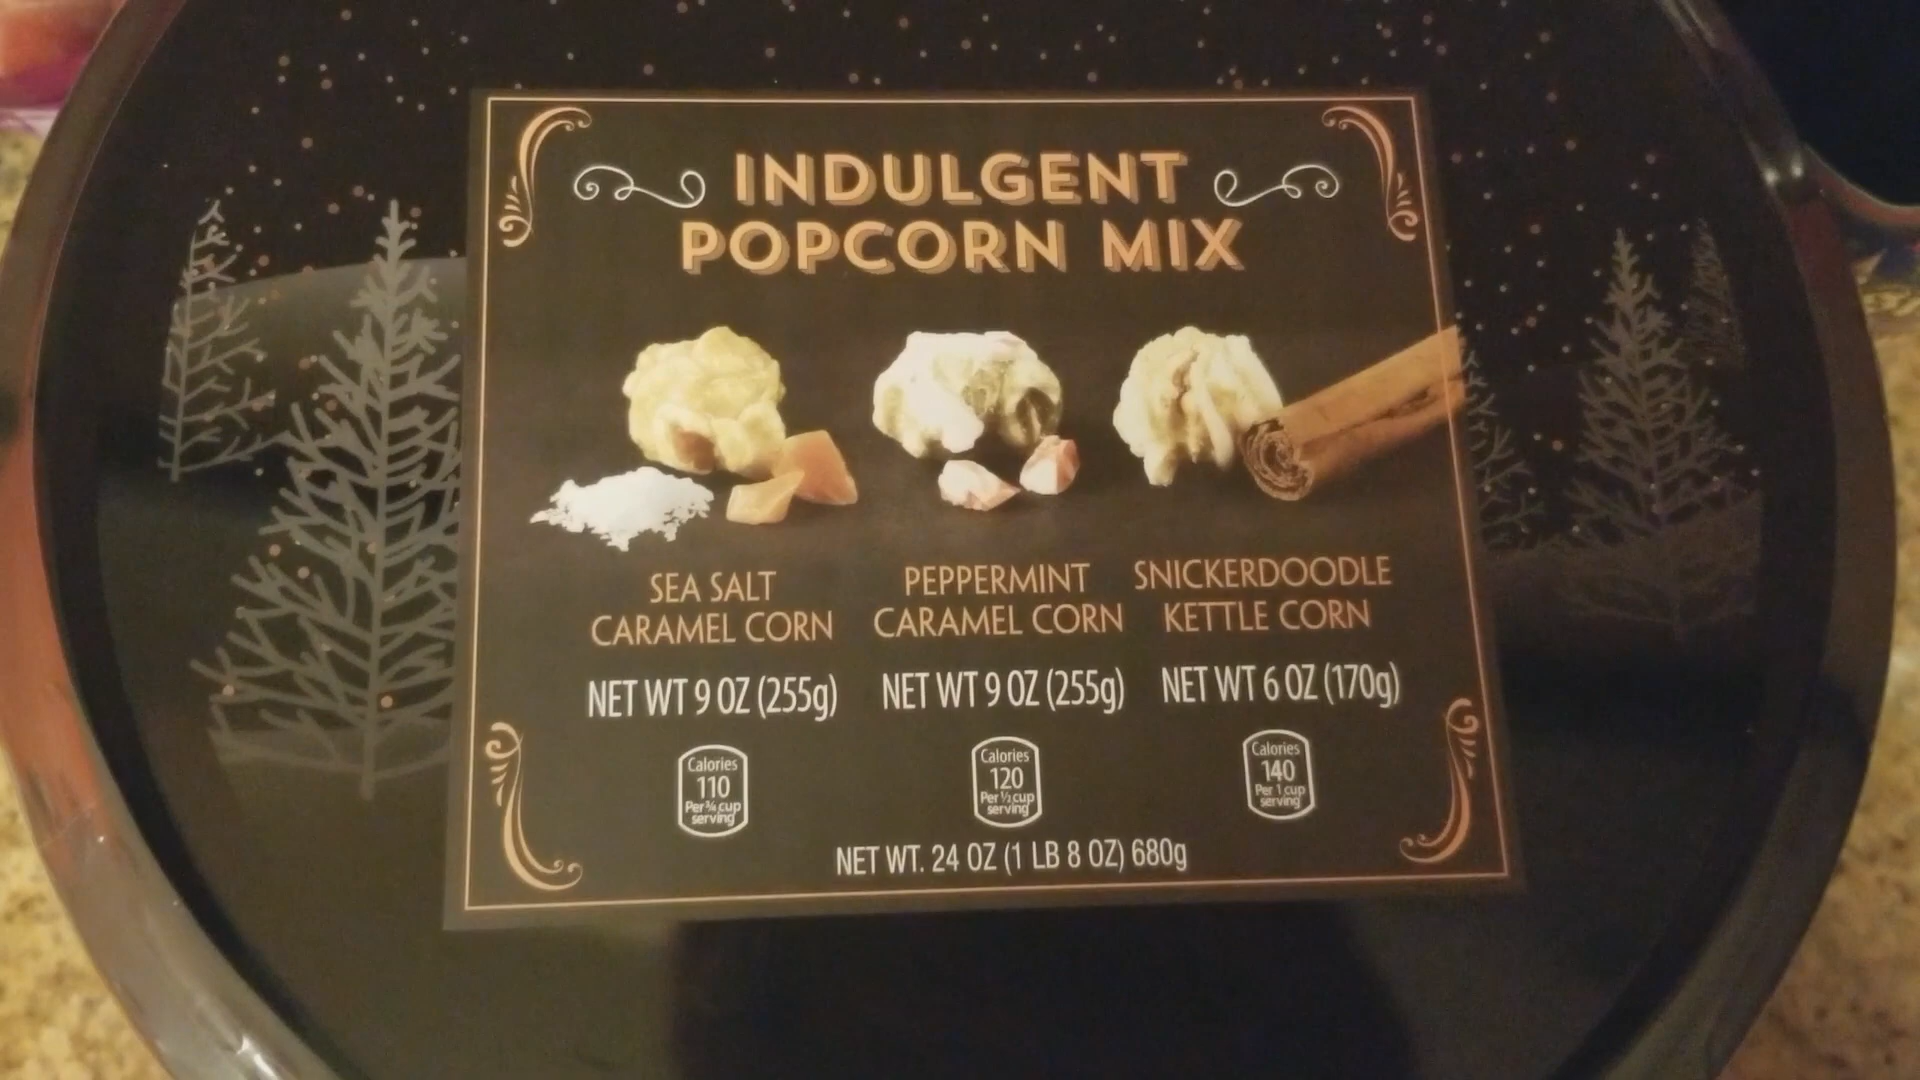 INDULGENT
POPCORN MIX
SEA SALT
CARAMEL CORN
NET WT 9 OZ (255g)
Calories
110
Per ¾ cup
serving
PEPPERMINT
CARAMEL CORN
NET WT 9 OZ (255g)
Calories
120
Per ½ cup
serving
SNICKERDOODLE
KETTLE CORN
NET WT 6 OZ (170g)
Calories
140
Per 1 cup
serving
NET WT. 24 OZ (1 LB 8 OZ) 680g